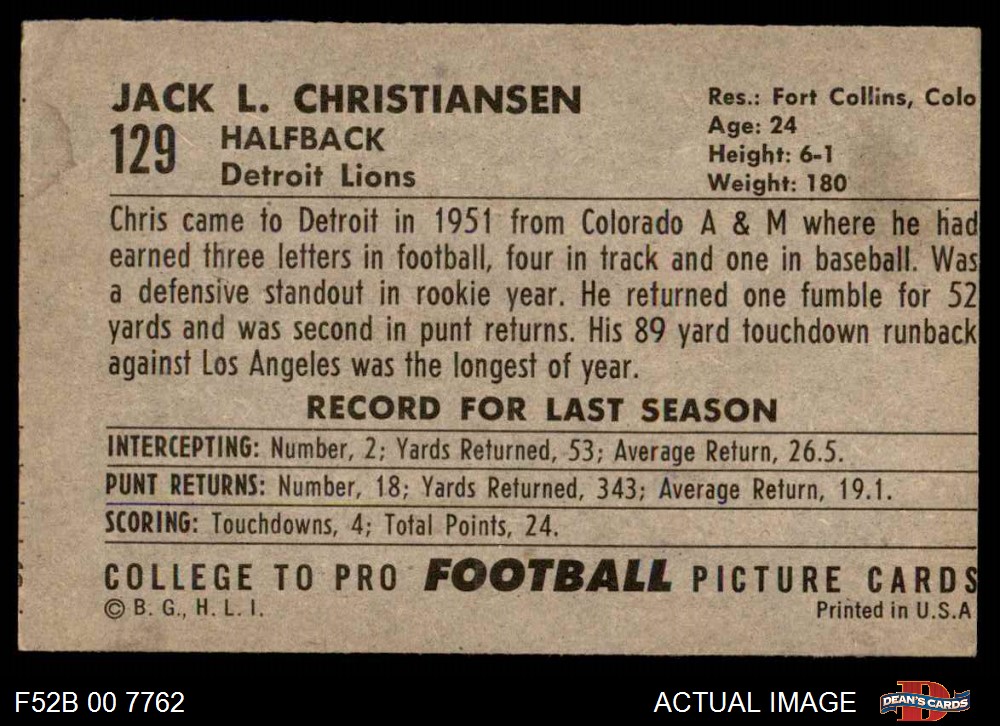 JACK L. CHRISTIANSEN
129 HALFBACK
Detroit Lions
Res.: Fort Collins, Colo
Age: 24
Height: 6-1
Weight: 180
Chris came to Detroit in 1951 from Colorado A & M where he had
earned three letters in football, four in track and one in baseball. Was
a defensive standout in rookie year. He returned one fumble for 52
yards and was second in punt returns. His 89 yard touchdown runback
against Los Angeles was the longest of year.
RECORD FOR LAST SEASON
INTERCEPTING: Number, 2; Yards Returned, 53; Average Return, 26.5.
PUNT RETURNS: Number, 18; Yards Returned, 343; Average Return, 19.1.
SCORING: Touchdowns, 4; Total Points, 24.
COLLEGE TO PRO FOOTBALL PICTURE CARDS
© B. G., H. L. I.
Printed in U.S.A
F52B 00 7762
ACTUAL IMAGE
D
DEAN'S CARDS